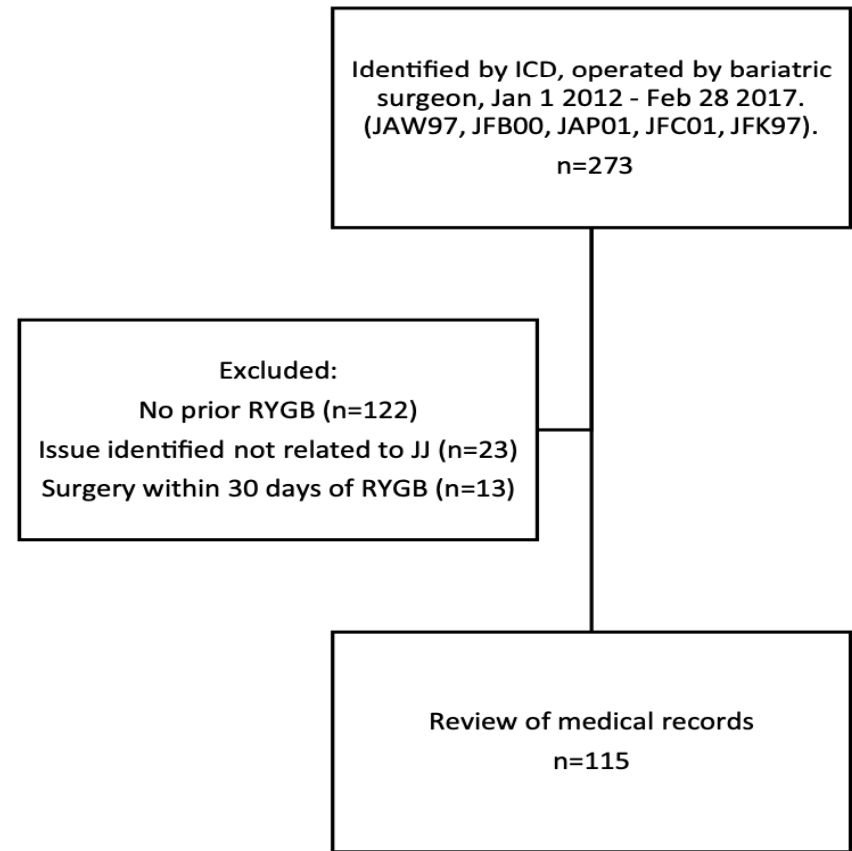 Identified by ICD, operated by bariatric
surgeon, Jan 1 2012 - Feb 28 2017.
(JAW97, JFB00, JAP01, JFC01, JFK97).
n=273
Excluded:
No prior RYGB (n=122)
Issue identified not related to JJ (n=23)
Surgery within 30 days of RYGB (n=13)
Review of medical records
n=115